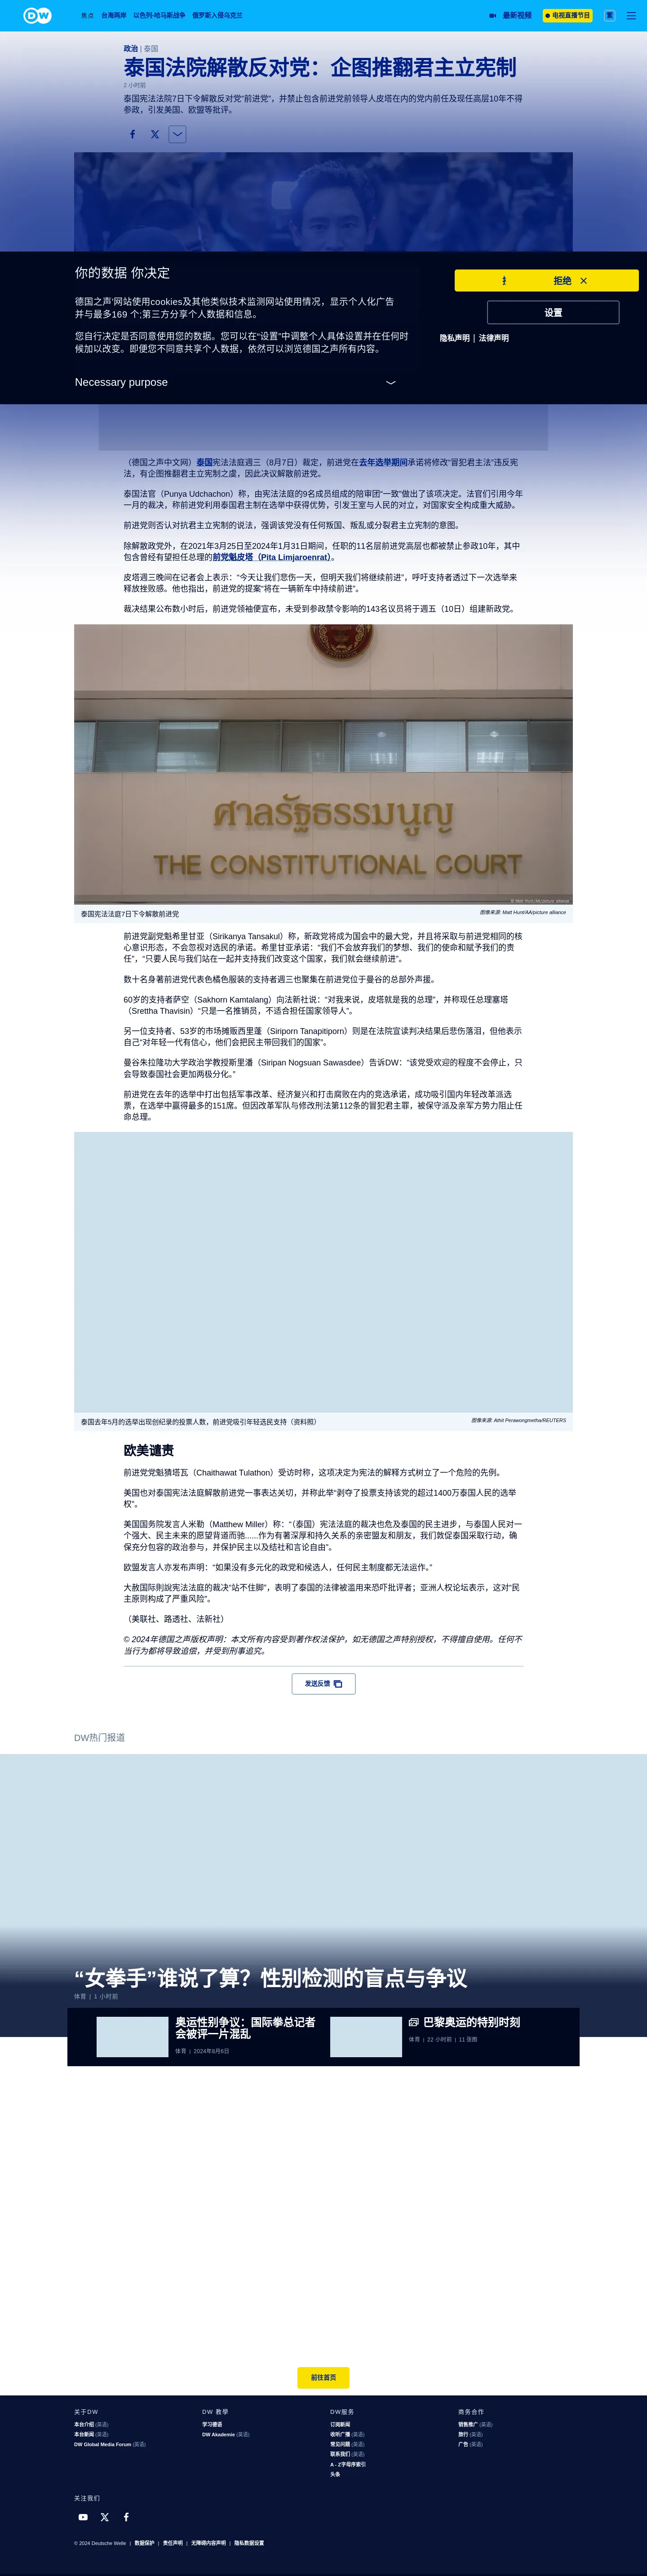 DW
焦点
台海两岸
以色列-哈马斯战争
俄罗斯入侵乌克兰
最新视频
电视直播节目
繁
政治 | 泰国
泰国法院解散反对党：企图推翻君主立宪制
2 小时前
泰国宪法法院7日下令解散反对党“前进党”，并禁止包含前进党前领导人皮塔在内的党内前任及现任高层10年不得
参政，引发美国、欧盟等批评。
你的数据 你决定
德国之声'网站使用cookies及其他类似技术监测网站使用情况，显示个人化广告
并与最多169 个;第三方分享个人数据和信息。
您自行决定是否同意使用您的数据。您可以在“设置”中调整个人具体设置并在任何时
候加以改变。即便您不同意共享个人数据，依然可以浏览德国之声所有内容。
Necessary purpose
拒绝
设置
隐私声明 | 法律声明
（德国之声中文网）泰国宪法法庭週三（8月7日）裁定，前进党在去年选举期间承诺将修改“冒犯君主法”违反宪
法，有企图推翻君主立宪制之虞，因此决议解散前进党。
泰国法官（Punya Udchachon）称，由宪法法庭的9名成员组成的陪审团“一致”做出了该项决定。法官们引用今年
一月的裁决，称前进党利用泰国君主制在选举中获得优势，引发王室与人民的对立，对国家安全构成重大威胁。
前进党则否认对抗君主立宪制的说法，强调该党没有任何叛国、叛乱或分裂君主立宪制的意图。
除解散政党外，在2021年3月25日至2024年1月31日期间，任职的11名层前进党高层也都被禁止参政10年，其中
包含曾经有望担任总理的前党魁皮塔（Pita Limjaroenrat）。
皮塔週三晚间在记者会上表示：“今天让我们悲伤一天，但明天我们将继续前进”，呼吁支持者透过下一次选举来
释放挫败感。他也指出，前进党的提案“将在一辆新车中持续前进”。
裁决结果公布数小时后，前进党领袖便宣布，未受到参政禁令影响的143名议员将于週五（10日）组建新政党。
ศาลรัฐธรรมนูญ
THE CONSTITUTIONAL COURT
© Matt Hunt/AA/picture alliance
泰国宪法法庭7日下令解散前进党
图像来源: Matt Hunt/AA/picture alliance
前进党副党魁希里甘亚（Sirikanya Tansakul）称，新政党将成为国会中的最大党，并且将采取与前进党相同的核
心意识形态，不会忽视对选民的承诺。希里甘亚承诺：“我们不会放弃我们的梦想、我们的使命和赋予我们的责
任”，“只要人民与我们站在一起并支持我们改变这个国家，我们就会继续前进”。
数十名身著前进党代表色橘色服装的支持者週三也聚集在前进党位于曼谷的总部外声援。
60岁的支持者萨空（Sakhorn Kamtalang）向法新社说：“对我来说，皮塔就是我的总理”，并称现任总理塞塔
（Srettha Thavisin）“只是一名推销员，不适合担任国家领导人”。
另一位支持者、53岁的市场摊贩西里蓬（Siriporn Tanapitiporn）则是在法院宣读判决结果后悲伤落泪，但他表示
自己“对年轻一代有信心，他们会把民主带回我们的国家”。
曼谷朱拉隆功大学政治学教授斯里潘（Siripan Nogsuan Sawasdee）告诉DW：“该党受欢迎的程度不会停止，只
会导致泰国社会更加两极分化。”
前进党在去年的选举中打出包括军事改革、经济复兴和打击腐败在内的竞选承诺，成功吸引国内年轻改革派选
票，在选举中赢得最多的151席。但因改革军队与修改刑法第112条的冒犯君主罪，被保守派及亲军方势力阻止任
命总理。
泰国去年5月的选举出现创纪录的投票人数，前进党吸引年轻选民支持（资料照）
图像来源: Athit Perawongmetha/REUTERS
欧美谴责
前进党党魁猜塔瓦（Chaithawat Tulathon）受访时称，这项决定为宪法的解释方式树立了一个危险的先例。
美国也对泰国宪法法庭解散前进党一事表达关切，并称此举“剥夺了投票支持该党的超过1400万泰国人民的选举
权”。
美国国务院发言人米勒（Matthew Miller）称：“（泰国）宪法法庭的裁决也危及泰国的民主进步，与泰国人民对一
个强大、民主未来的愿望背道而驰......作为有著深厚和持久关系的亲密盟友和朋友，我们敦促泰国采取行动，确
保充分包容的政治参与，并保护民主以及结社和言论自由”。
欧盟发言人亦发布声明：“如果没有多元化的政党和候选人，任何民主制度都无法运作。”
大赦国际则說宪法法庭的裁决“站不住脚”，表明了泰国的法律被滥用来恐吓批评者；亚洲人权论坛表示，这对“民
主原则构成了严重风险”。
（美联社、路透社、法新社）
© 2024年德国之声版权声明：本文所有内容受到著作权法保护，如无德国之声特别授权，不得擅自使用。任何不
当行为都将导致追偿，并受到刑事追究。
发送反馈
DW热门报道
“女拳手”谁说了算？性别检测的盲点与争议
体育 | 1 小时前
奥运性别争议：国际拳总记者
会被评一片混乱
体育 | 2024年8月6日
巴黎奥运的特别时刻
体育 | 22 小时前 | 11 张图
前往首页
关于DW
本台介绍 (英语)
本台新闻 (英语)
DW Global Media Forum (英语)
DW 教學
学习德语
DW Akademie (英语)
DW服务
订阅新闻
收听广播 (英语)
常见问题 (英语)
联系我们 (英语)
A - Z字母序索引
头条
商务合作
销售推广 (英语)
旅行 (英语)
广告 (英语)
关注我们
© 2024 Deutsche Welle | 数据保护 | 责任声明 | 无障碍内容声明 | 隐私数据设置